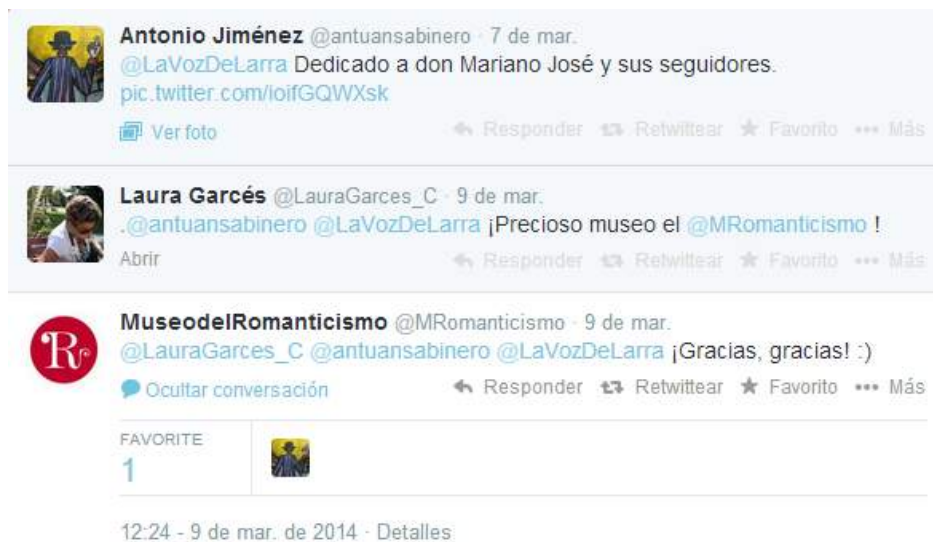 Antonio Jiménez @antuansabinero · 7 de mar.
@LaVozDeLarra Dedicado a don Mariano José y sus seguidores.
pic.twitter.com/ioifGQWXsk
Ver foto Responder Retwittear Favorito Más
Laura Garcés @LauraGarces_C · 9 de mar.
.@antuansabinero @LaVozDeLarra ¡Precioso museo el @MRomanticismo !
Abrir Responder Retwittear Favorito Más
R
MuseodelRomanticismo @MRomanticismo · 9 de mar.
@LauraGarces_C @antuansabinero @LaVozDeLarra ¡Gracias, gracias! :)
Ocultar conversación Responder Retwittear Favorito Más
FAVORITE
1
12:24 - 9 de mar. de 2014 · Detalles